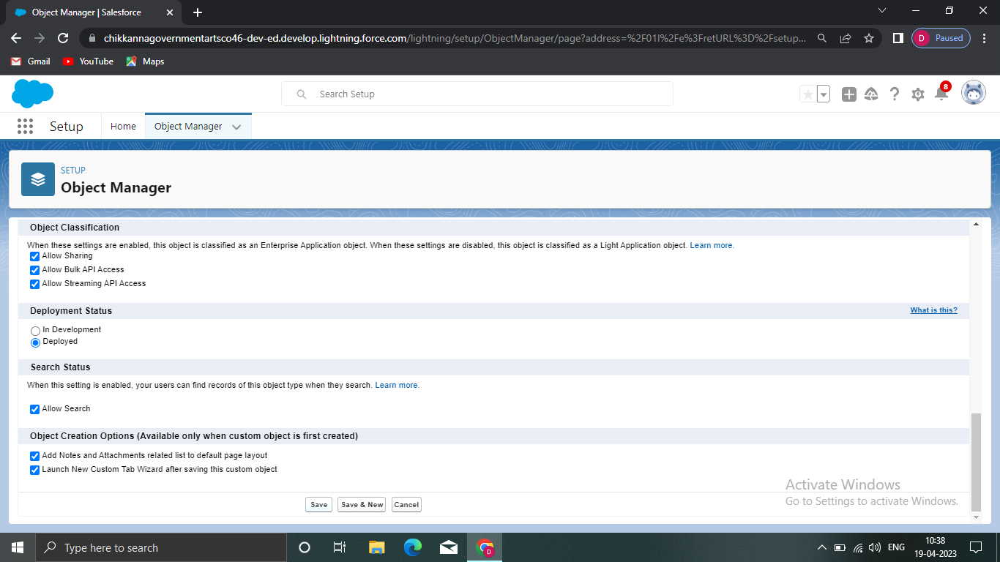 Object Manager | Salesforce
chikkannagovernmentartsco46-dev-ed.develop.lightning.force.com/lightning/setup/ObjectManager/page?address=%2F01I%2Fe%3FretURL%3D%2Fsetup...
D Paused
Gmail YouTube Maps
Search Setup
8
Setup Home Object Manager
SETUP
Object Manager
Object Classification
When these settings are enabled, this object is classified as an Enterprise Application object. When these settings are disabled, this object is classified as a Light Application object. Learn more.
Allow Sharing
Allow Bulk API Access
Allow Streaming API Access
Deployment Status What is this?
In Development
Deployed
Search Status
When this setting is enabled, your users can find records of this object type when they search. Learn more.
Allow Search
Object Creation Options (Available only when custom object is first created)
Add Notes and Attachments related list to default page layout
Launch New Custom Tab Wizard after saving this custom object
Save Save & New Cancel
Activate Windows
Go to Settings to activate Windows.
Type here to search
D
ENG
10:38
19-04-2023